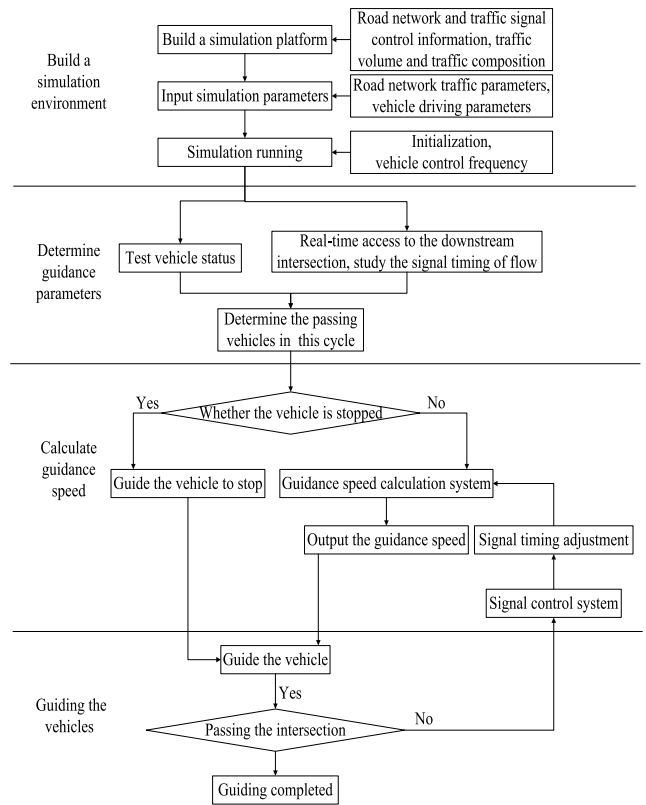 Build a
simulation
environment
Build a simulation platform
Road network and traffic signal
control information, traffic
volume and traffic composition
Input simulation parameters
Road network traffic parameters,
vehicle driving parameters
Simulation running
Initialization,
vehicle control frequency
Determine
guidance
parameters
Test vehicle status
Real-time access to the downstream
intersection, study the signal timing of flow
Determine the passing
vehicles in this cycle
Calculate
guidance
speed
Yes
Whether the vehicle is stopped
No
Guide the vehicle to stop
Guidance speed calculation system
Output the guidance speed
Signal timing adjustment
Signal control system
Guiding the
vehicles
Guide the vehicle
Yes
Passing the intersection
No
Guiding completed